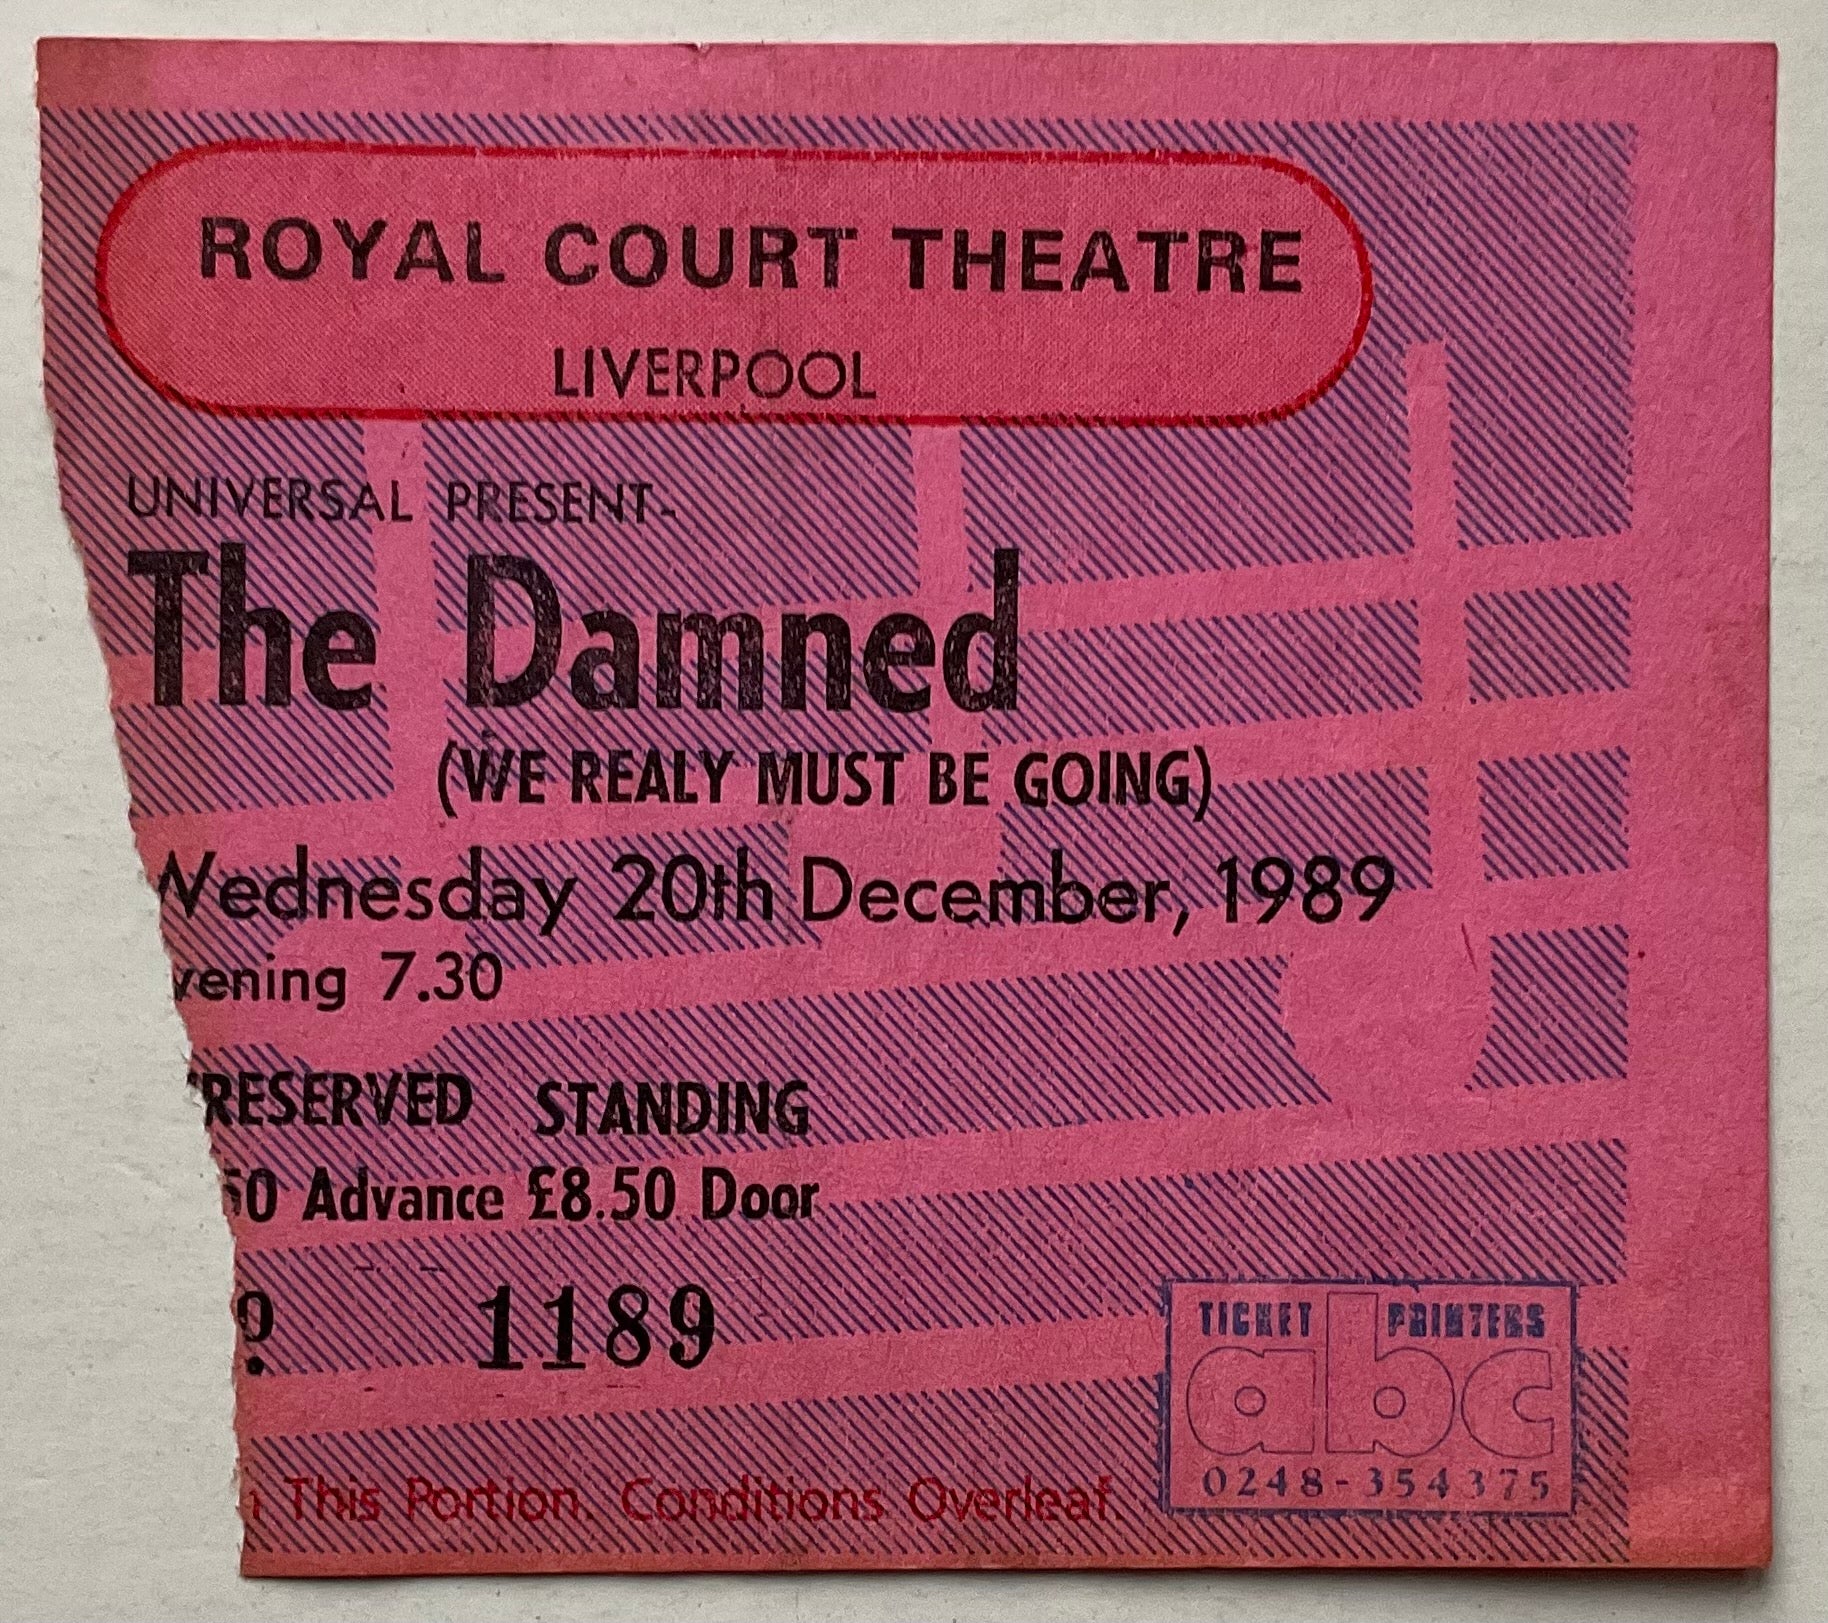 ROYAL COURT THEATRE
LIVERPOOL
UNIVERSAL PRESENT-
The Damned
(WE REALY MUST BE GOING)
Wednesday 20th December, 1989
vening 7.30
RESERVED STANDING
50 Advance £8.50 Door
1189
This Portion. Conditions Overleaf.
TICKET PRINTERS
abc
0248-354375